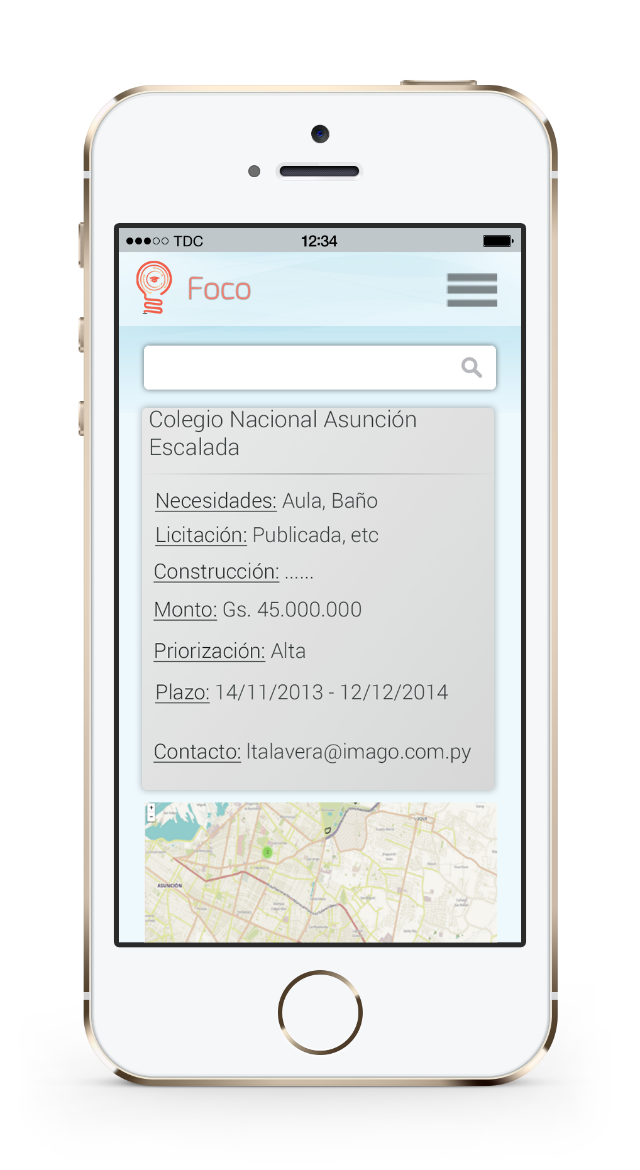 TDC 12:34
Foco
Colegio Nacional Asunción
Escalada
Necesidades: Aula, Baño
Licitación: Publicada, etc
Construcción: ......
Monto: Gs. 45.000.000
Priorización: Alta
Plazo: 14/11/2013 - 12/12/2014
Contacto: ltalavera@imago.com.py
ASUNCIÓN